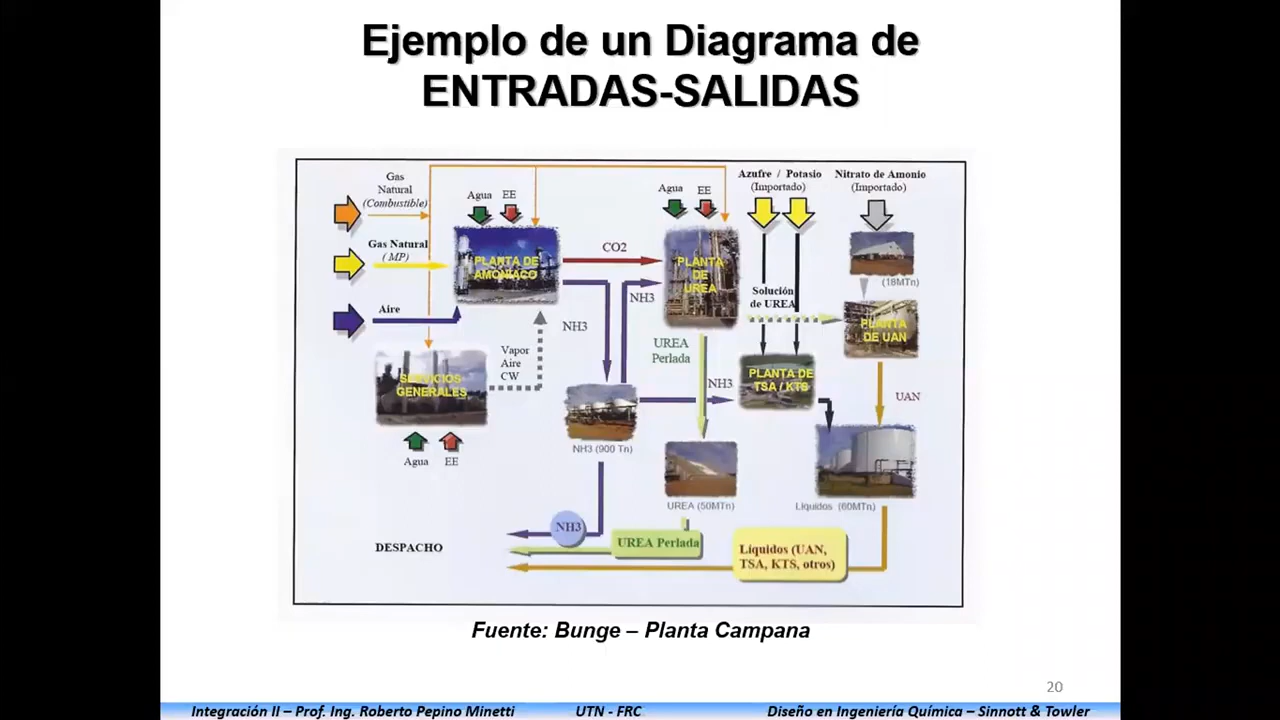 Ejemplo de un Diagrama de
ENTRADAS-SALIDAS
Gas
Natural
(Combustible)
Gas Natural
( MP)
Aire
Agua
EE
PLANTA DE
AMONIACO
CO2
NH3
NH3
Agua
EE
PLANTA
DE
UREA
Azufre / Potasio
(Importado)
Nitrato de Amonio
(Importado)
(18MTn)
Solución
de UREA
PLANTA
DE UAN
SERVICIOS
GENERALES
Vapor
Aire
CW
Agua
EE
UREA
Perlada
NH3
PLANTA DE
TSA / KTS
UAN
NH3 (900 Tn)
UREA (50MTn)
Líquidos (60MTn)
DESPACHO
NH3
UREA Perlada
Líquidos (UAN,
TSA, KTS, otros)
Fuente: Bunge – Planta Campana
20
Integración II – Prof. Ing. Roberto Pepino Minetti
UTN - FRC
Diseño en Ingeniería Química – Sinnott & Towler